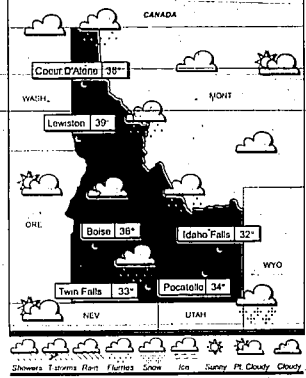 CANADA
Coeur D'Alene 38°
WASH.
MONT
Lewiston 39°
ORE
Boise 36°
Idaho Falls 32°
WYO
Twin Falls 33°
Pocatello 34°
NEV
UTAH
Showers T-storms Rain Flurries Snow Ice Sunny Pt. Cloudy Cloudy